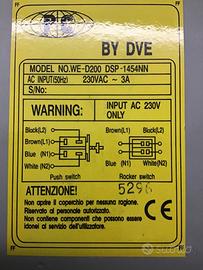 BY DVE
MODEL NO.WE-D200 DSP-1454NN
AC INPUT(50Hz) 230VAC ~ 3A
S/No:
WARNING: INPUT AC 230V ONLY
Black(L2) Black(L2)
Brown(L1) Brown(L1)
Blue (N1)
White (N2)
Blue (N1) White (N2)
Push switch Rocker switch
ATTENZIONE! 5296
Non aprire il coperchio per nessuna ragione.
Riservato al personale autorizzato.
Non contiene componenti che possono essere
idonei al servizio dell'utilizzatore.
CE
subito